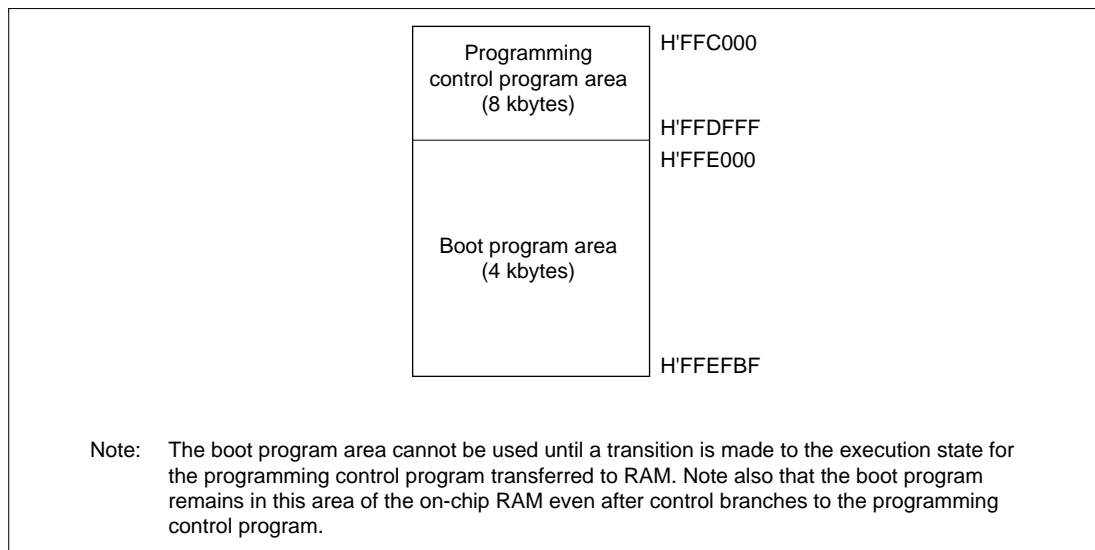 Programming
control program area
(8 kbytes)
H'FFC000
H'FFDFFF
H'FFE000
Boot program area
(4 kbytes)
H'FFEFBF
Note: The boot program area cannot be used until a transition is made to the execution state for
the programming control program transferred to RAM. Note also that the boot program
remains in this area of the on-chip RAM even after control branches to the programming
control program.